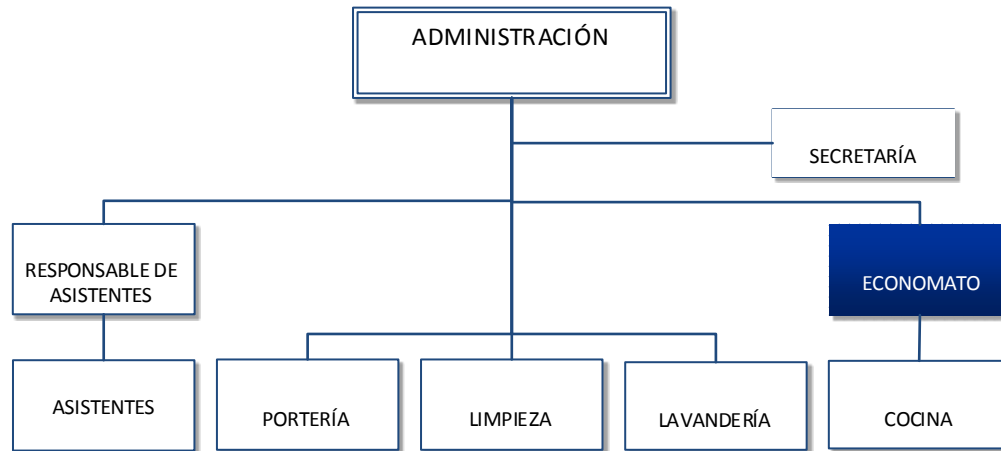 ADMINISTRACIÓN
SECRETARÍA
RESPONSABLE DE
ASISTENTES
ECONOMATO
ASISTENTES
PORTERÍA
LIMPIEZA
LAVANDERÍA
COCINA